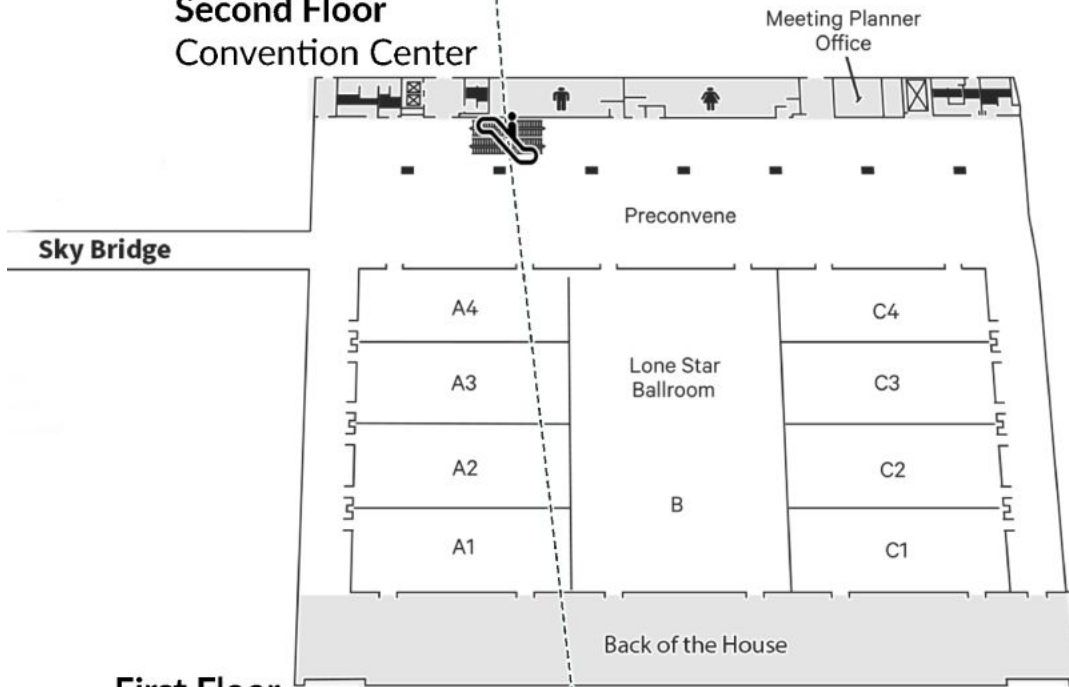 Second Floor
Convention Center
Meeting Planner
Office
Preconvene
Sky Bridge
A4
C4
Lone Star
Ballroom
A3
C3
A2
C2
B
A1
C1
Back of the House
First Floor